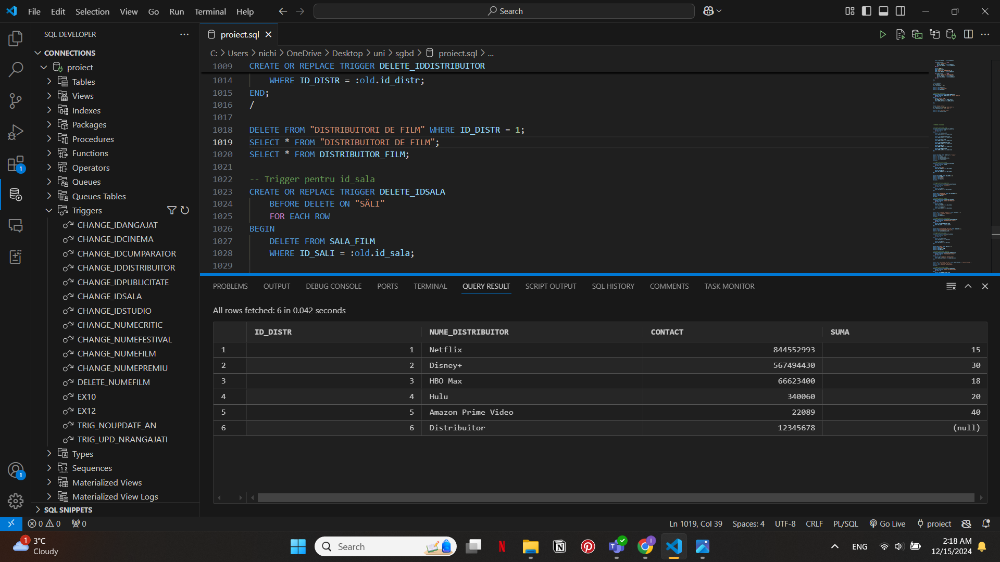 File Edit Selection View Go Run Terminal Help
Search
SQL DEVELOPER
CONNECTIONS
proiect
Tables
Views
Indexes
Packages
Procedures
Functions
Operators
Queues
Queues Tables
Triggers
CHANGE_IDANGAJAT
CHANGE_IDCINEMA
CHANGE_IDCUMPARATOR
CHANGE_IDDISTRIBUITOR
CHANGE_IDPUBLICITATE
CHANGE_IDSALA
CHANGE_IDSTUDIO
CHANGE_NUMECRITIC
CHANGE_NUMEFESTIVAL
CHANGE_NUMEFILM
CHANGE_NUMEPREMIU
DELETE_NUMEFILM
EX10
EX12
TRIG_NOUPDATE_AN
TRIG_UPD_NRANGAJATI
Types
Sequences
Materialized Views
Materialized View Logs
SQL SNIPPETS
1
1
proiect.sql
C: > Users > nichi > OneDrive > Desktop > uni > sgbd > proiect.sql > ...
1009 CREATE OR REPLACE TRIGGER DELETE_IDDISTRIBUITOR
1014 WHERE ID_DISTR = :old.id_distr;
1015 END;
1016 /
1017
1018 DELETE FROM "DISTRIBUITORI DE FILM" WHERE ID_DISTR = 1;
1019 SELECT * FROM "DISTRIBUITORI DE FILM";
1020 SELECT * FROM DISTRIBUITOR_FILM;
1021
1022 -- Trigger pentru id_sala
1023 CREATE OR REPLACE TRIGGER DELETE_IDSALA
1024 BEFORE DELETE ON "SĂLI"
1025 FOR EACH ROW
1026 BEGIN
1027 DELETE FROM SALA_FILM
1028 WHERE ID_SALI = :old.id_sala;
1029
PROBLEMS OUTPUT DEBUG CONSOLE PORTS TERMINAL QUERY RESULT SCRIPT OUTPUT SQL HISTORY COMMENTS TASK MONITOR
All rows fetched: 6 in 0.042 seconds
ID_DISTR NUME_DISTRIBUITOR CONTACT SUMA
1 1 Netflix 844552993 15
2 2 Disney+ 567494430 30
3 3 HBO Max 66623400 18
4 4 Hulu 340060 20
5 5 Amazon Prime Video 22089 40
6 6 Distribuitor 12345678 (null)
0 0 0 Ln 1019, Col 39 Spaces: 4 UTF-8 CRLF PL/SQL Go Live proiect
1 3°C
Cloudy
Search
N
ENG
2:18 AM
12/15/2024